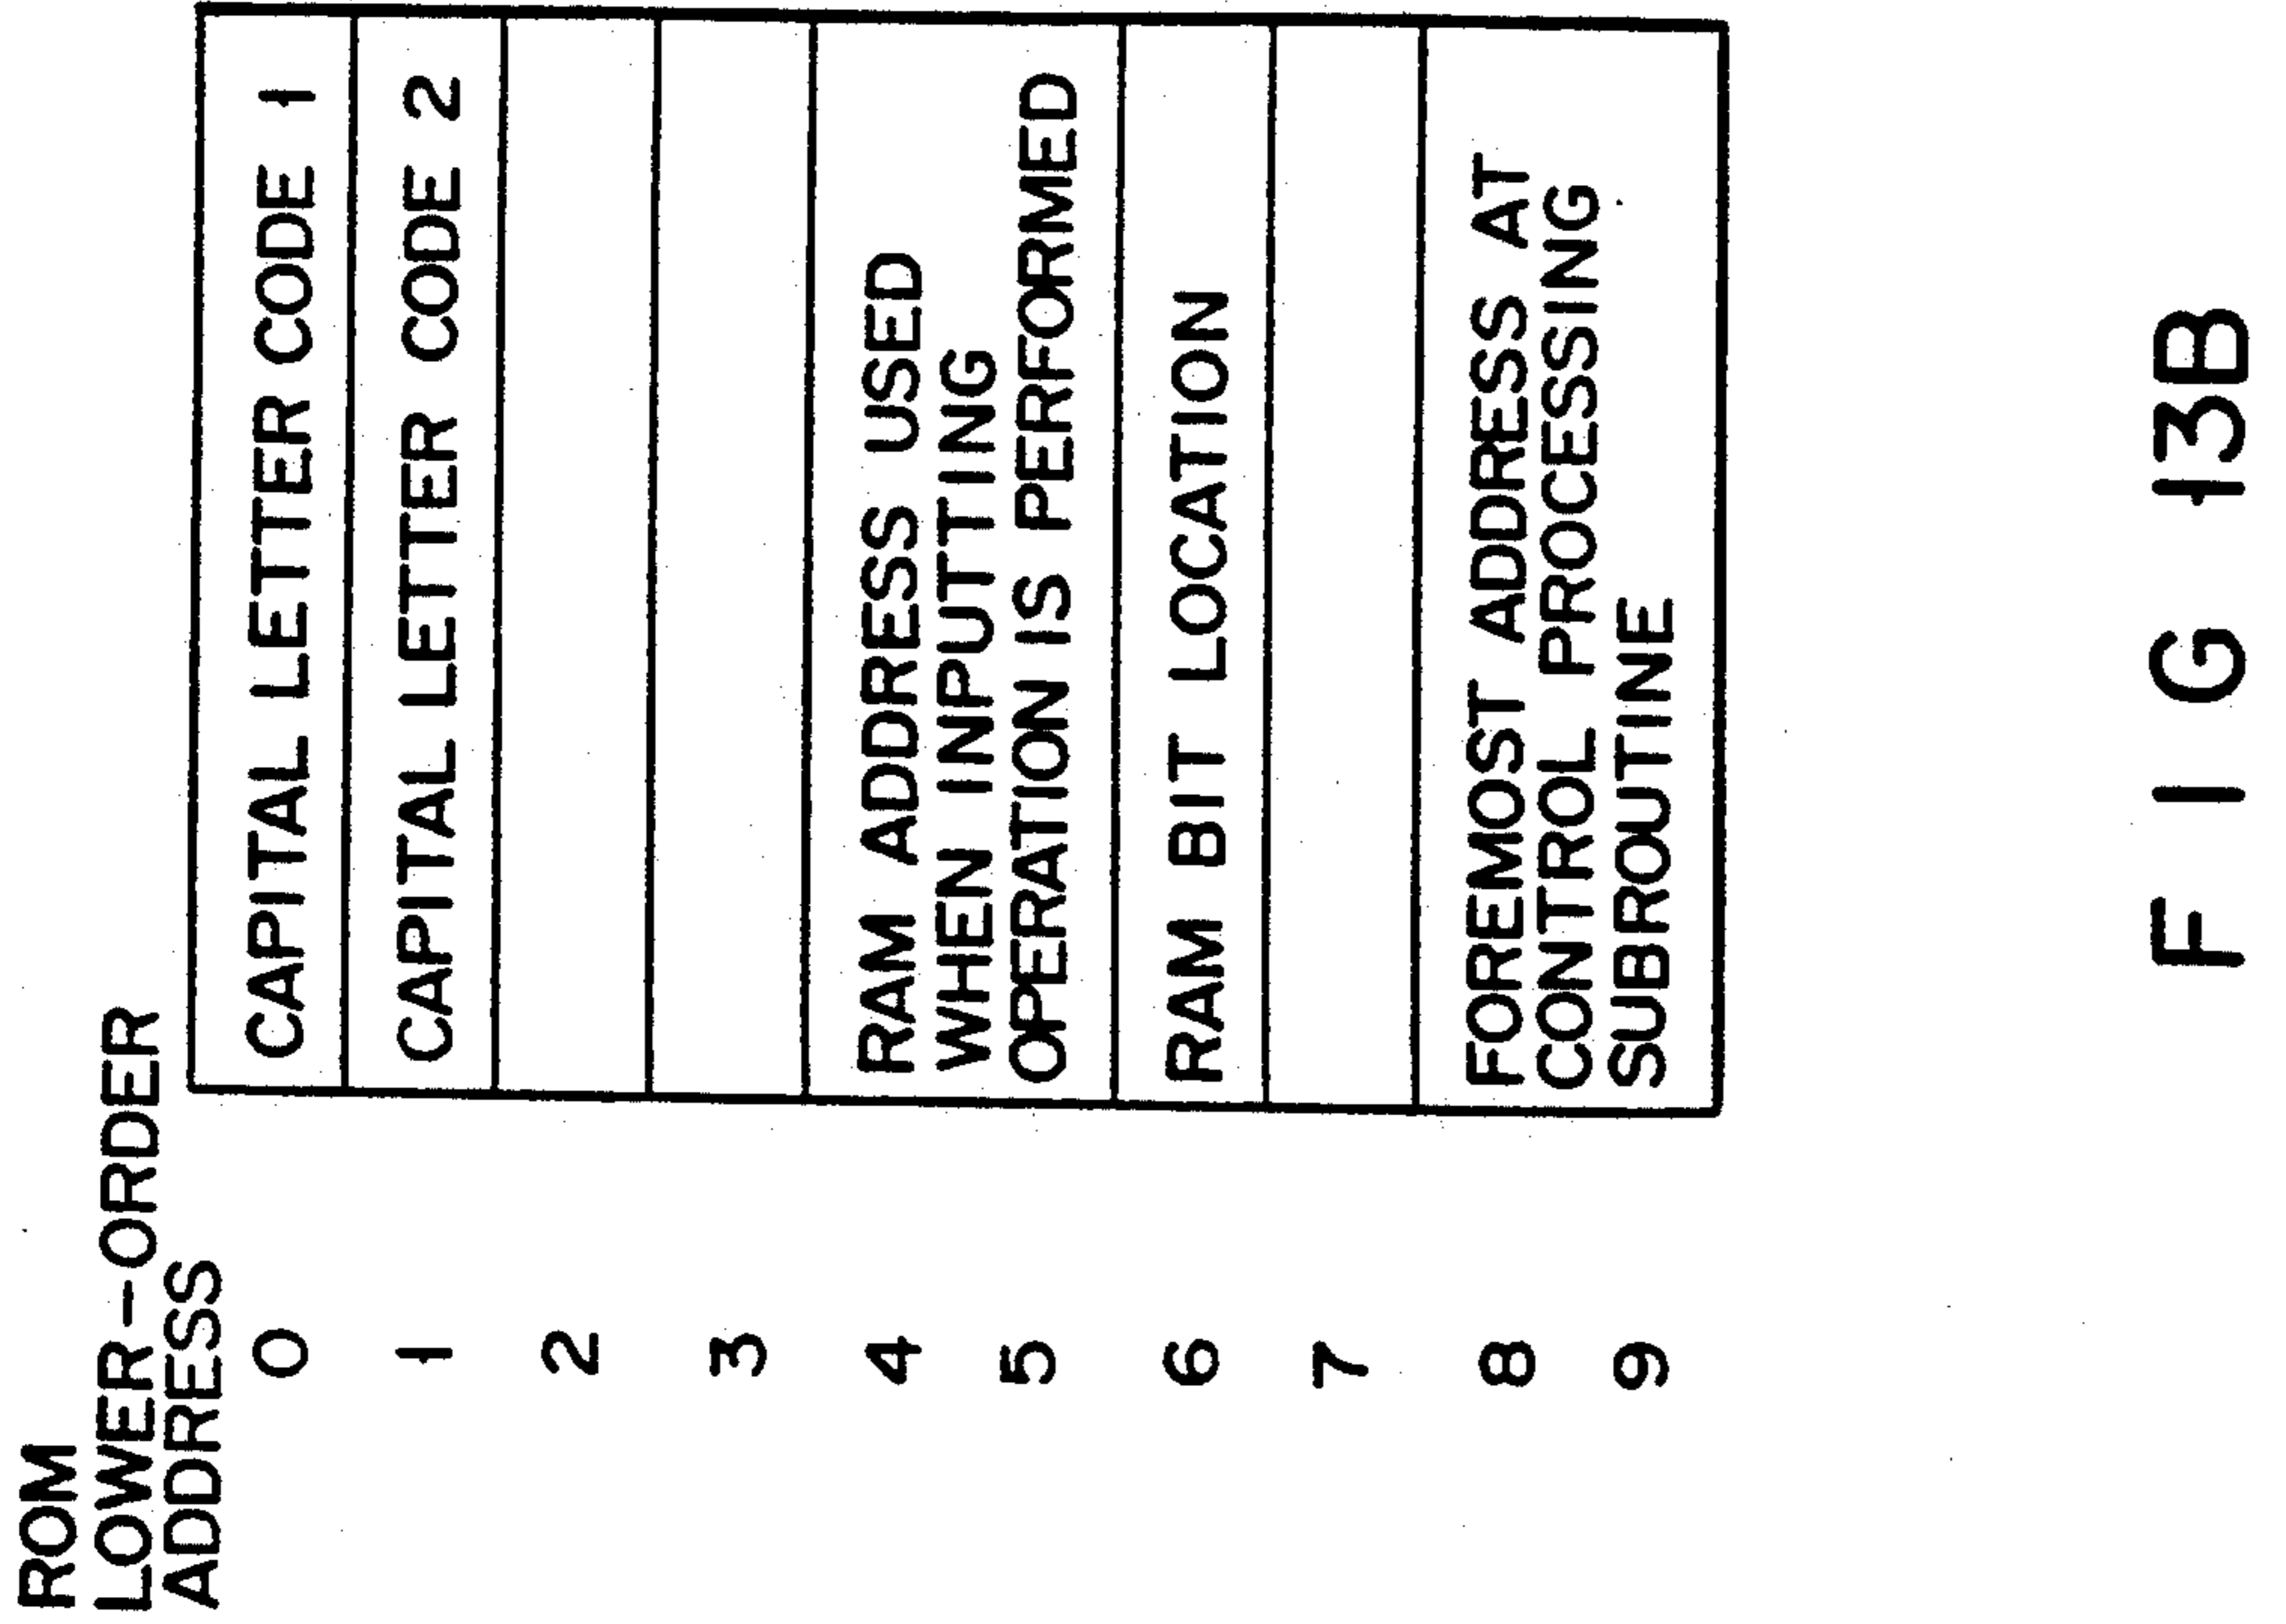 ROM
LOWER-ORDER
ADDRESS
0 CAPITAL LETTER CODE 1
1 CAPITAL LETTER CODE 2
2
3
4 RAM ADDRESS USED
WHEN INPUTTING
5 OPERATION IS PERFORMED
6 RAM BIT LOCATION
7
8 FOREMOST ADDRESS AT
CONTROL PROCESSING
9 SUBROUTINE
FIG 13B